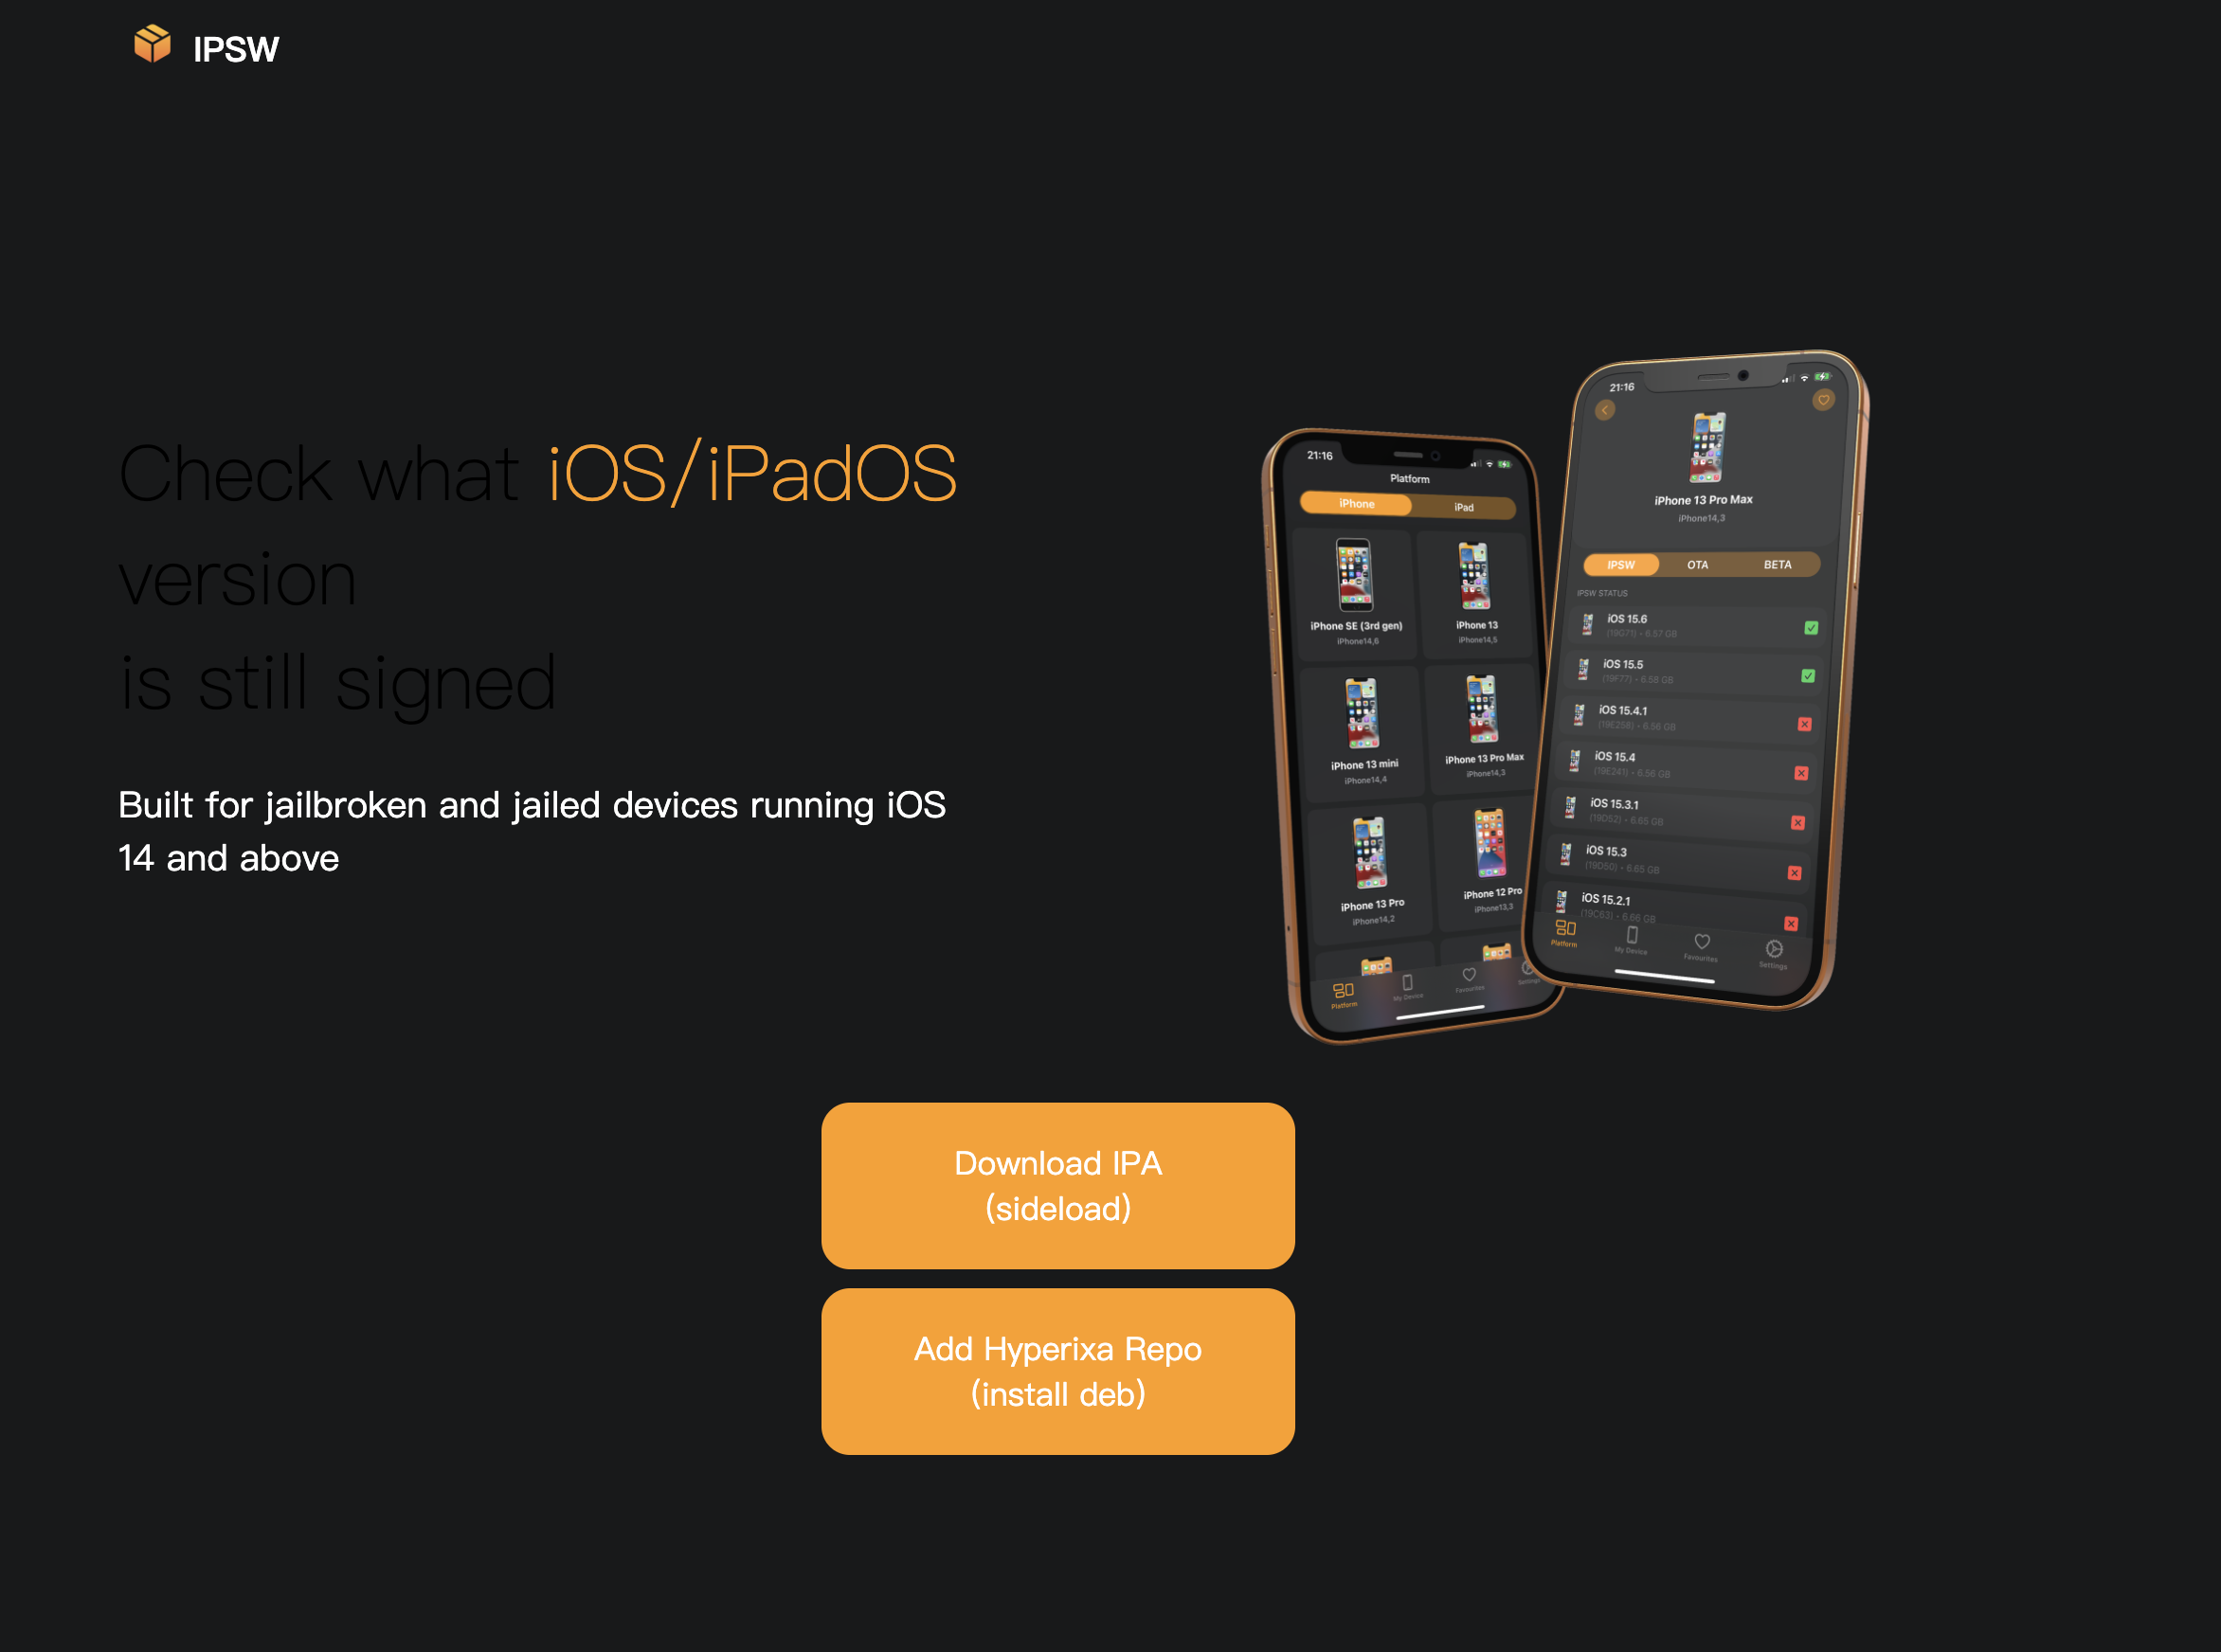 IPSW
Check what iOS/iPadOS
version
is still signed
Built for jailbroken and jailed devices running iOS
14 and above
21:16
Platform
iPhone iPad
iPhone SE (3rd gen) iPhone 13
iPhone14,6 iPhone14,5
iPhone 13 mini iPhone 13 Pro Max
iPhone14,4 iPhone14,3
iPhone 13 Pro iPhone 12 Pro
iPhone14,2 iPhone13,3
Platform My Device Favourites Settings
21:16
iPhone 13 Pro Max
iPhone14,3
IPSW OTA BETA
IPSW STATUS
iOS 15.6
(19G71) • 6.57 GB
iOS 15.5
(19F77) • 6.58 GB
iOS 15.4.1
(19E258) • 6.56 GB
iOS 15.4
(19E241) • 6.56 GB
iOS 15.3.1
(19D52) • 6.65 GB
iOS 15.3
(19D50) • 6.65 GB
iOS 15.2.1
(19C63) • 6.66 GB
Platform My Device Favourites Settings
Download IPA
(sideload)
Add Hyperixa Repo
(install deb)